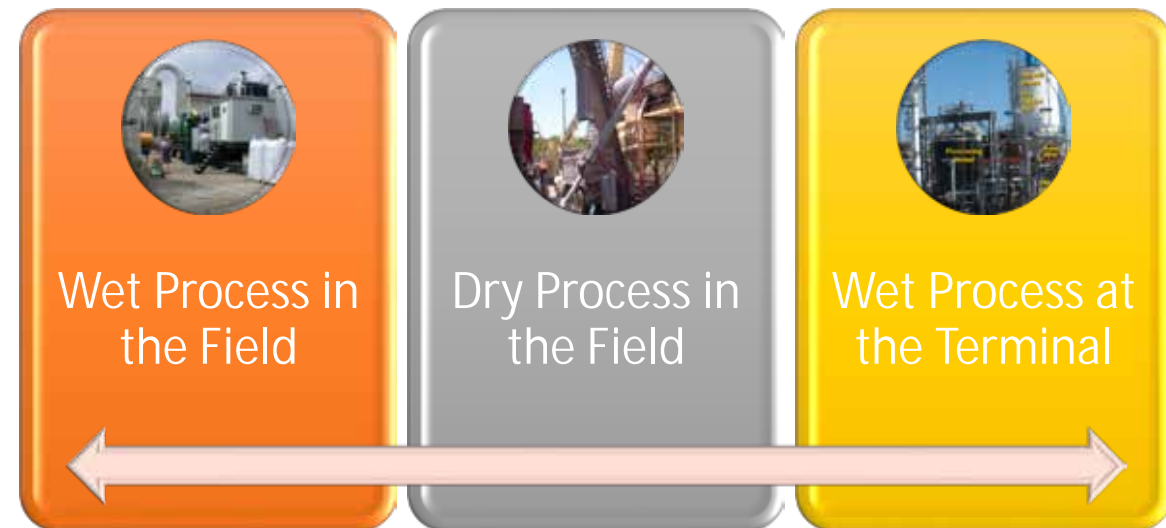 Wet Process in
the Field
Dry Process in
the Field
Wet Process at
the Terminal